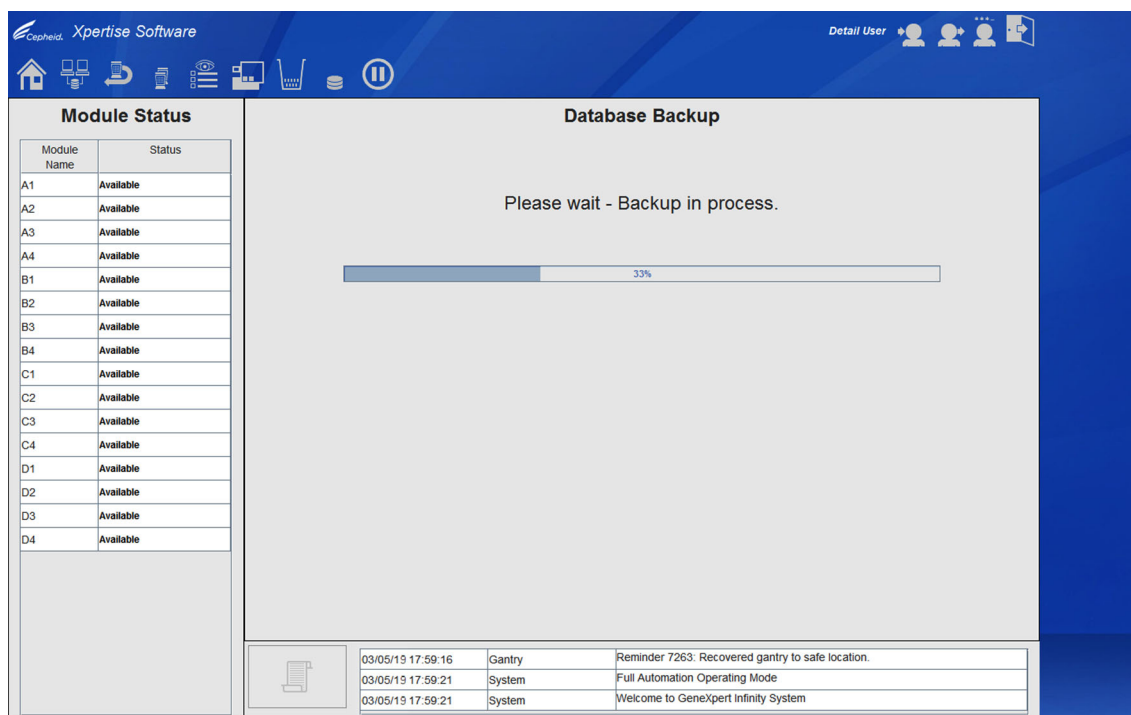 Cepheid. Xpertise Software
Detail User
Module Status
Database Backup
Module Name Status
A1 Available
A2 Available
A3 Available
A4 Available
B1 Available
B2 Available
B3 Available
B4 Available
C1 Available
C2 Available
C3 Available
C4 Available
D1 Available
D2 Available
D3 Available
D4 Available
Please wait - Backup in process.
33%
03/05/19 17:59:16 Gantry Reminder 7263: Recovered gantry to safe location.
03/05/19 17:59:21 System Full Automation Operating Mode
03/05/19 17:59:21 System Welcome to GeneXpert Infinity System